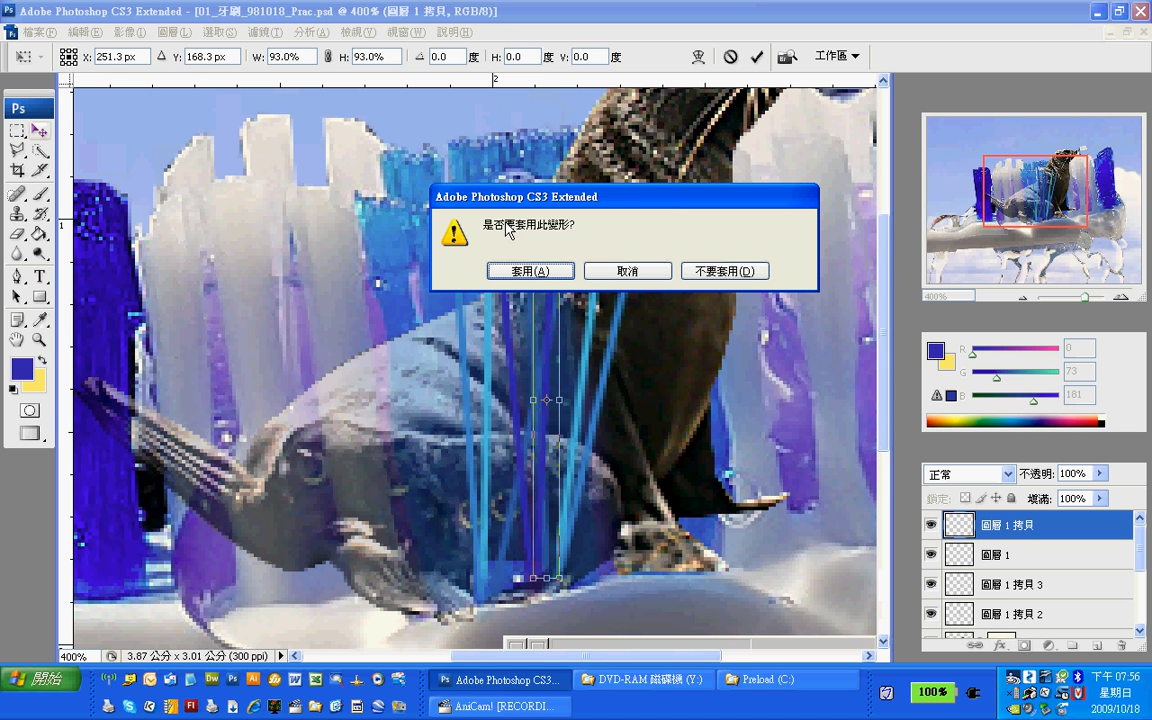 Adobe Photoshop CS3 Extended - [01_牙刷_981018_Prac.psd @ 400% (圖層 1 拷貝, RGB/8)]
檔案(F) 編輯(E) 影像(I) 圖層(L) 選取(S) 濾鏡(T) 分析(A) 檢視(V) 視窗(W) 說明(H)
X: 251.3 px Y: 168.3 px W: 93.0% H: 93.0% 0.0 度 H: 0.0 度 V: 0.0 度 工作區
2
Ps
1
Adobe Photoshop CS3 Extended
是否要套用此變形?
套用(A) 取消 不要套用(D)
400%
R 0
G 73
B 181
正常 不透明: 100%
鎖定: 填滿: 100%
圖層 1 拷貝
圖層 1
圖層 1 拷貝 3
圖層 1 拷貝 2
400% 3.87 公分 x 3.01 公分 (300 ppi)
開始 Adobe Photoshop CS3... DVD-RAM 磁碟機 (Y:) Preload (C:)
AniCam! [RECORDI...
100%
下午 07:56
星期日
2009/10/18